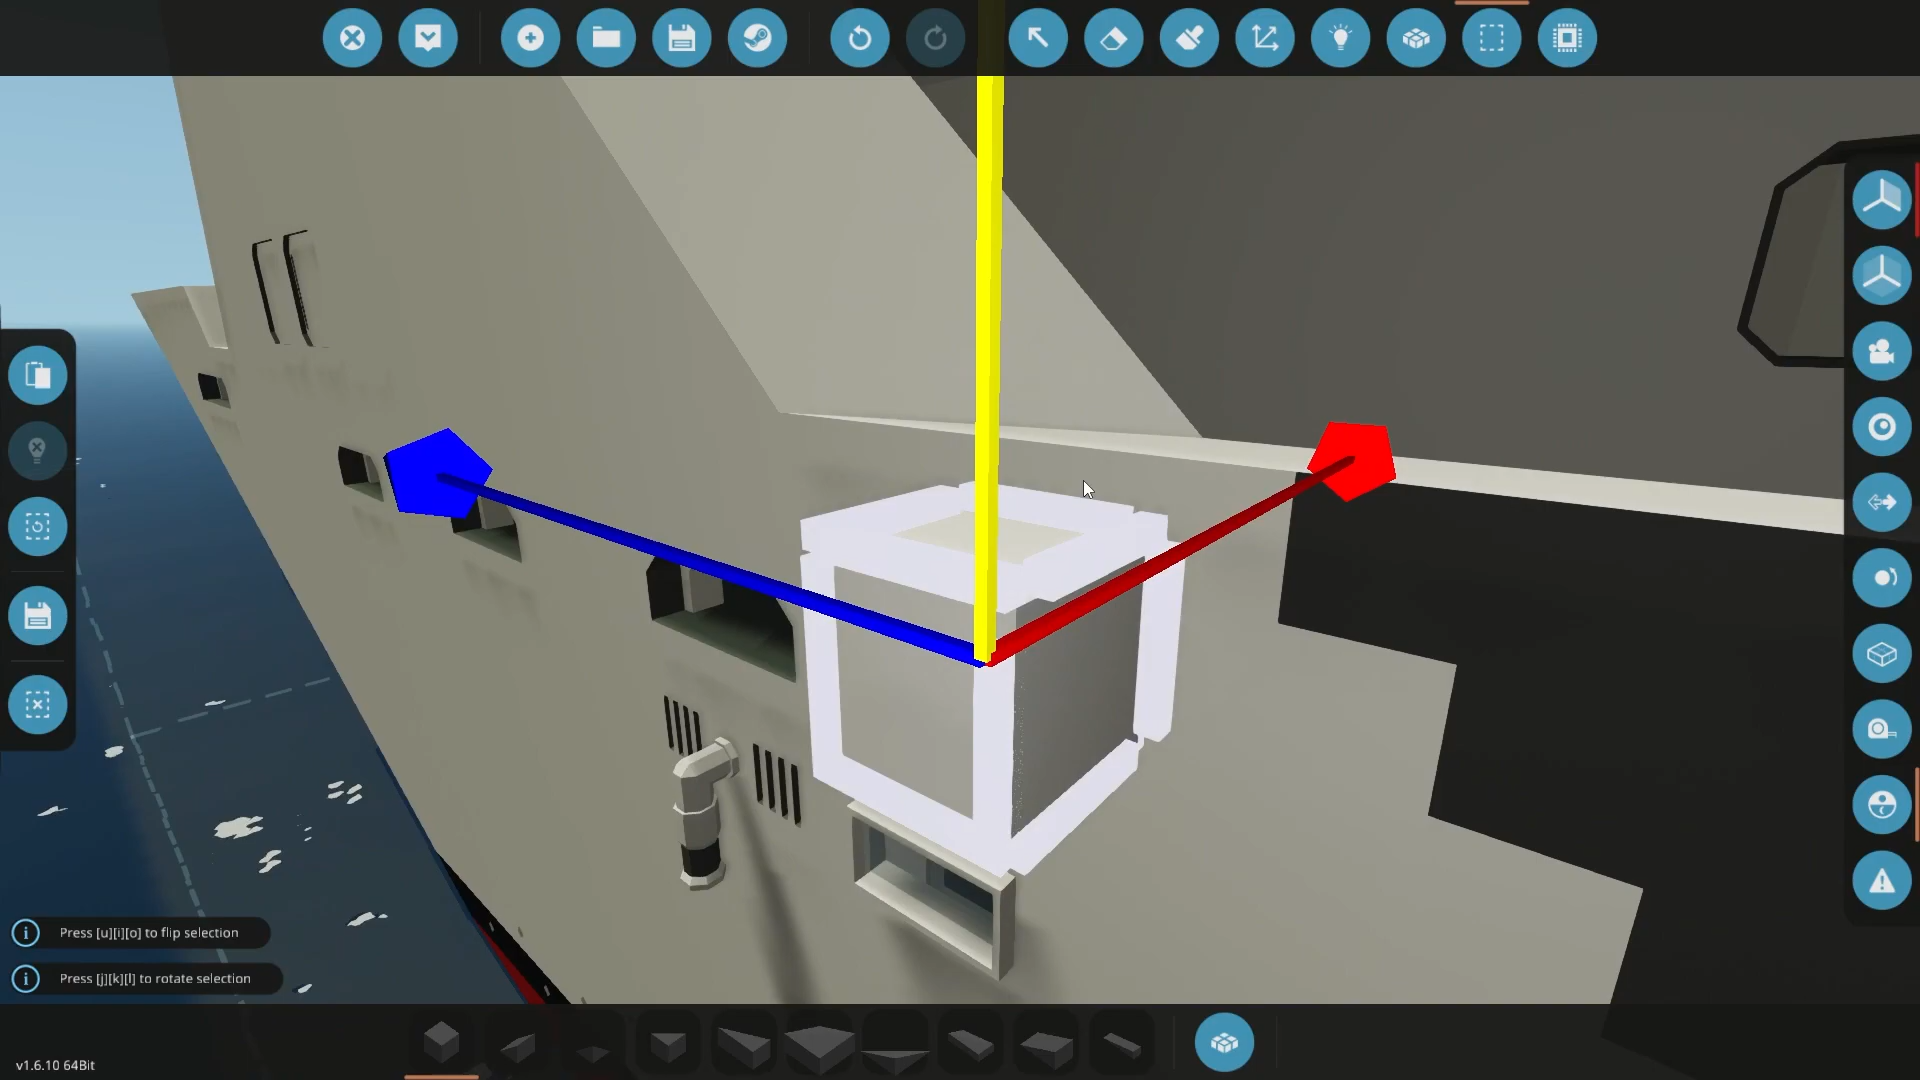 Press [u][i][o] to flip selection
Press [j][k][l] to rotate selection
v1.6.10 64Bit